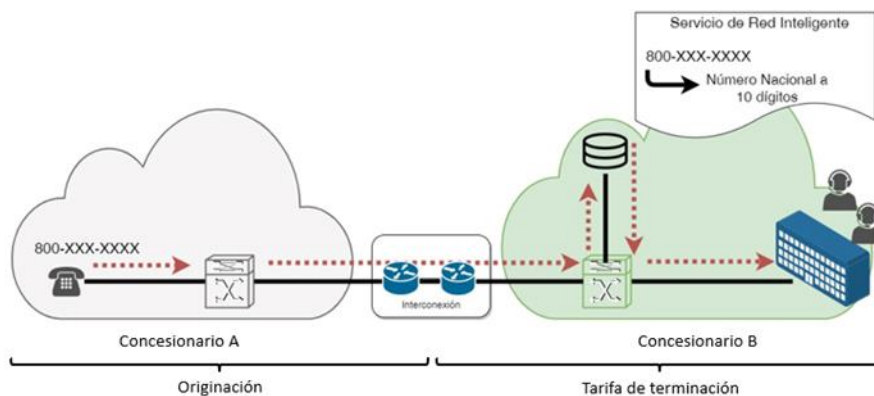 Servicio de Red Inteligente
800-XXX-XXXX
Número Nacional a
10 dígitos
800-XXX-XXXX
Interconexión
Concesionario A
Concesionario B
Originación
Tarifa de terminación